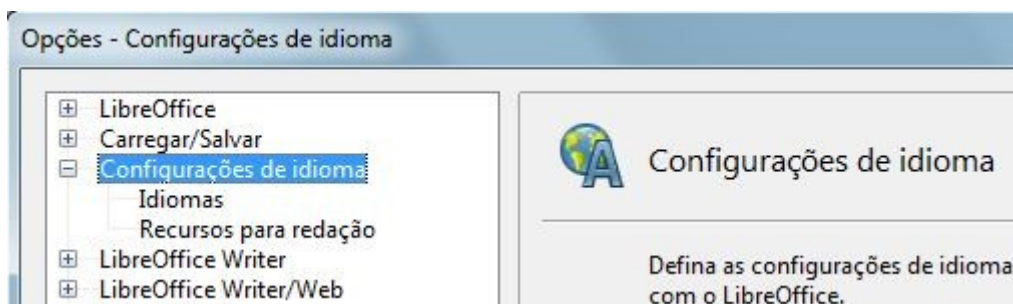 Opções - Configurações de idioma
LibreOffice
Carregar/Salvar
Configurações de idioma
Idiomas
Recursos para redação
LibreOffice Writer
LibreOffice Writer/Web
Configurações de idioma
Defina as configurações de idioma
com o LibreOffice.